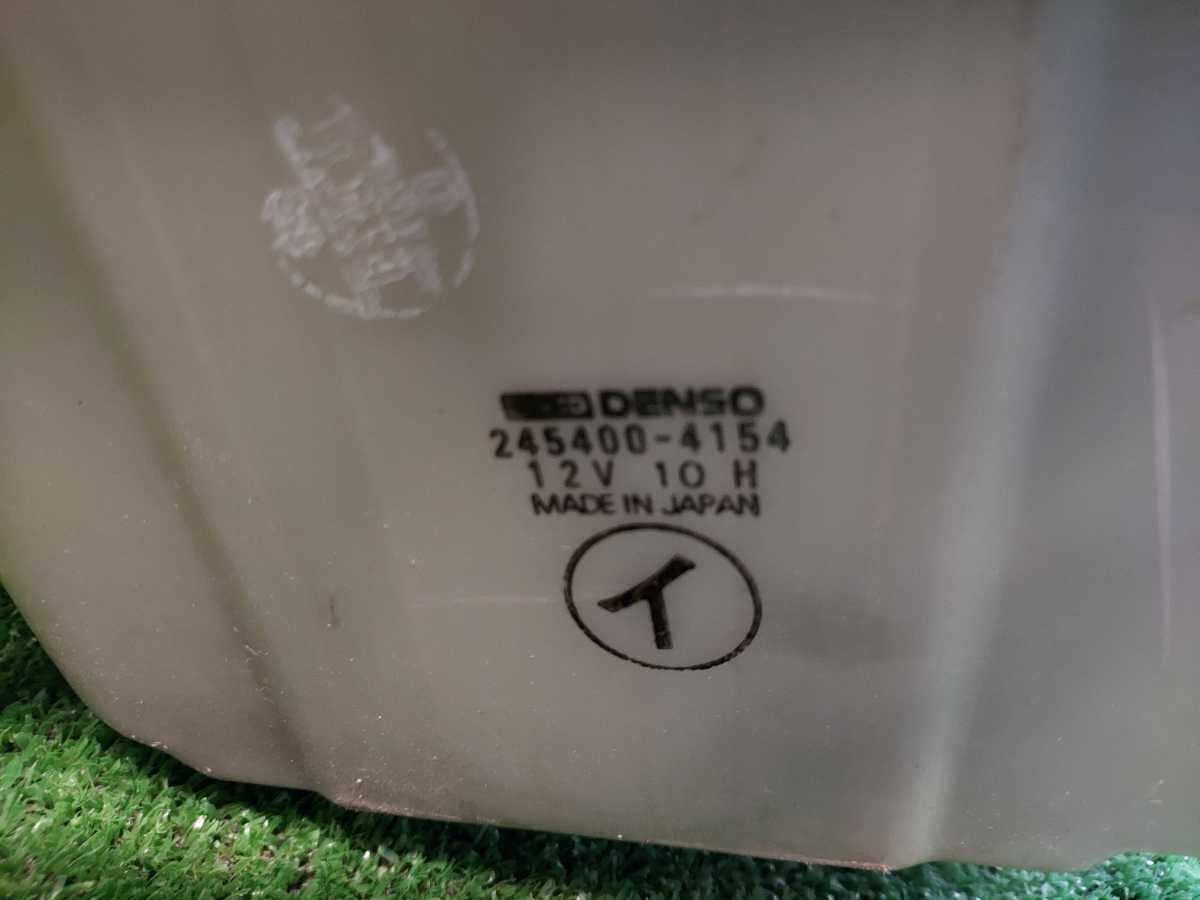 DENSO
245400-4154
12V 10 H
MADE IN JAPAN
イ